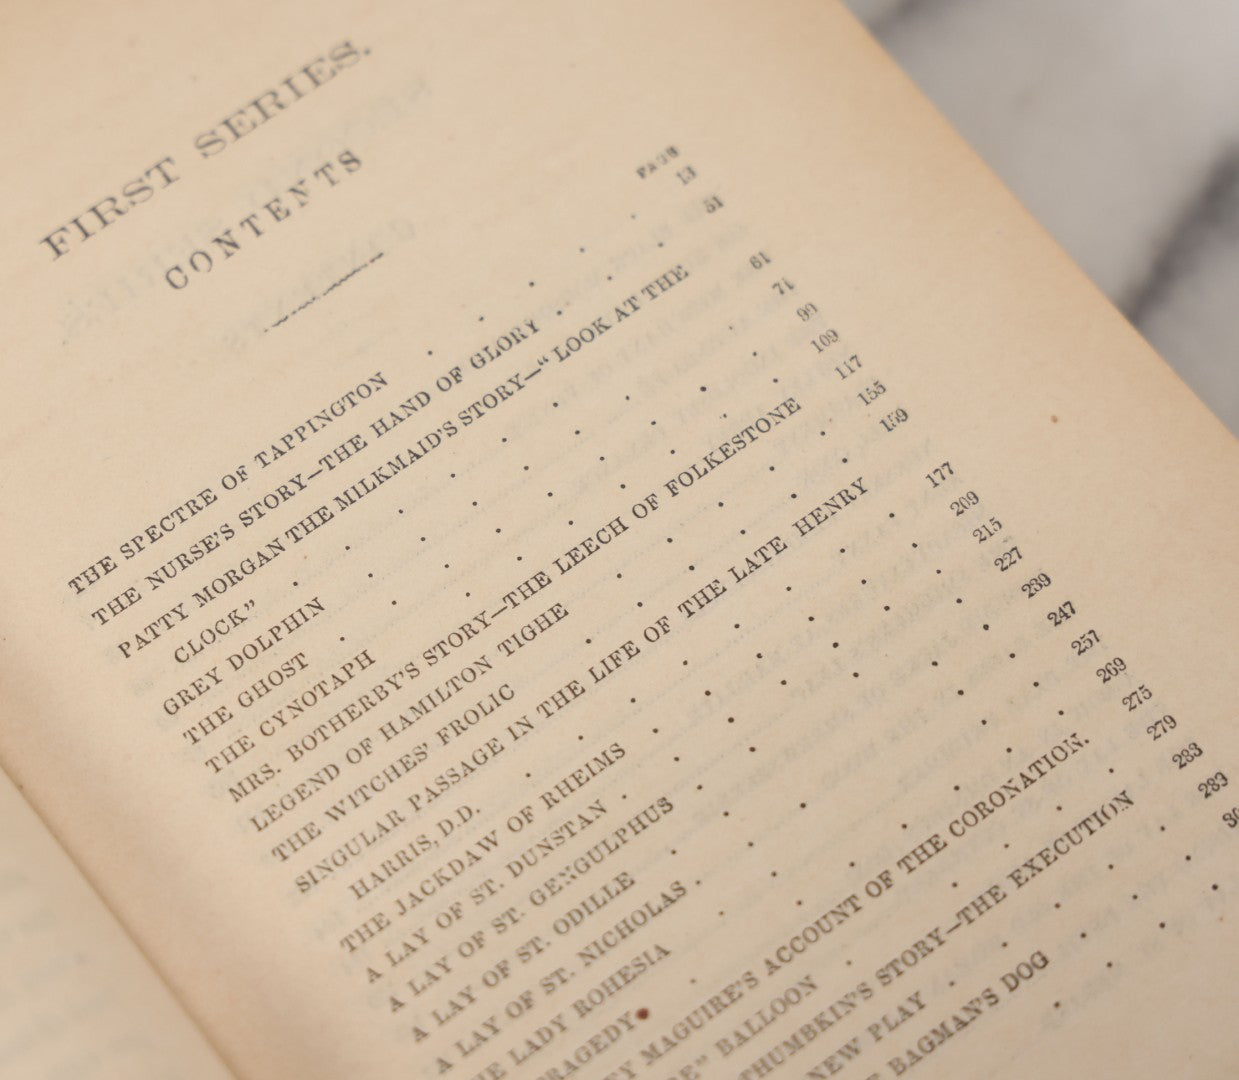 FIRST SERIES.
CONTENTS
PAGE
THE SPECTRE OF TAPPINGTON . . . . . 13
THE NURSE'S STORY—THE HAND OF GLORY . . . 51
PATTY MORGAN THE MILKMAID'S STORY—“LOOK AT THE
CLOCK” . . . . . . . . 61
GREY DOLPHIN . . . . . . . 71
THE GHOST . . . . . . . 99
THE CYNOTAPH . . . . . . 109
MRS. BOTHERBY'S STORY—THE LEECH OF FOLKESTONE 117
LEGEND OF HAMILTON TIGHE . . . . 155
THE WITCHES' FROLIC . . . . . 159
SINGULAR PASSAGE IN THE LIFE OF THE LATE HENRY
HARRIS, D.D. . . . . . . . 177
THE JACKDAW OF RHEIMS . . . . . 209
A LAY OF ST. DUNSTAN . . . . . 215
A LAY OF ST. GENGULPHUS . . . . . 227
A LAY OF ST. ODILLE . . . . . 239
A LAY OF ST. NICHOLAS . . . . . 247
LADY ROHESIA . . . . . 257
TRAGEDY . . . . . . 269
MAGUIRE'S ACCOUNT OF THE CORONATION. 275
BALLOON . . . . 279
THUMBKIN'S STORY—THE EXECUTION 283
NEW PLAY . . . .
BAGMAN'S DOG . . .